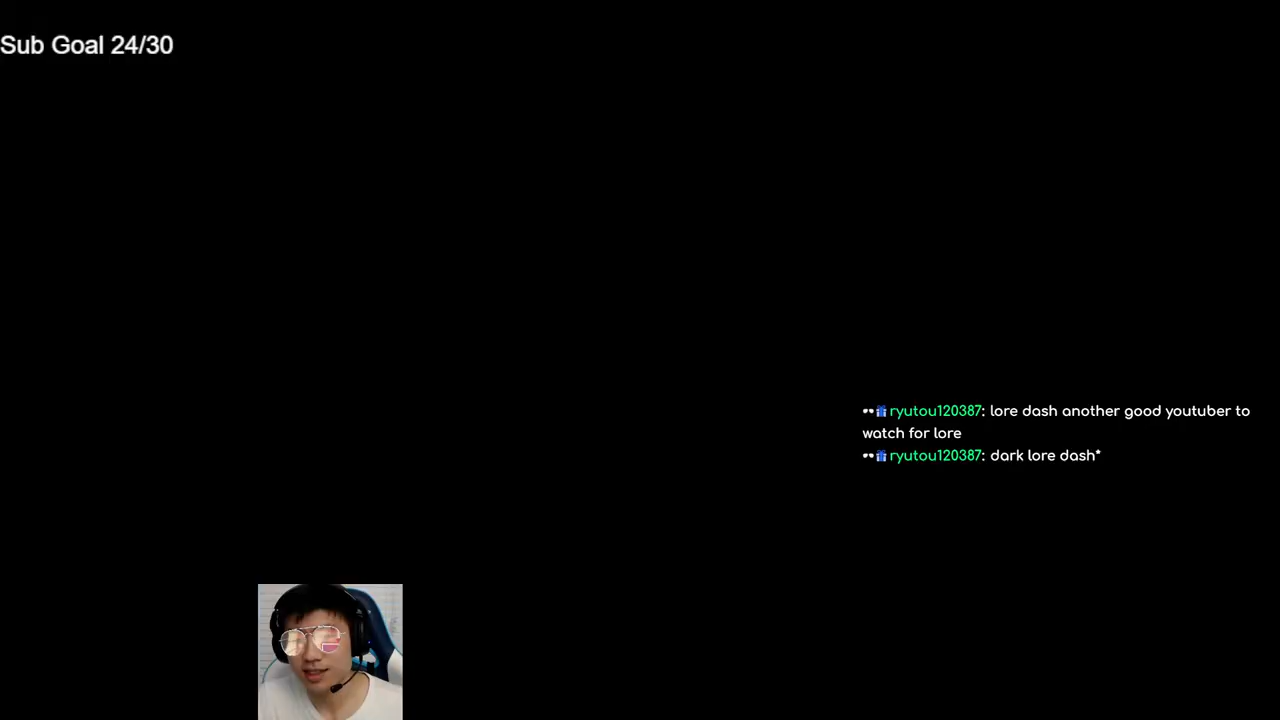 Sub Goal 24/30
ryutou120387: lore dash another good youtuber to
watch for lore
ryutou120387: dark lore dash*